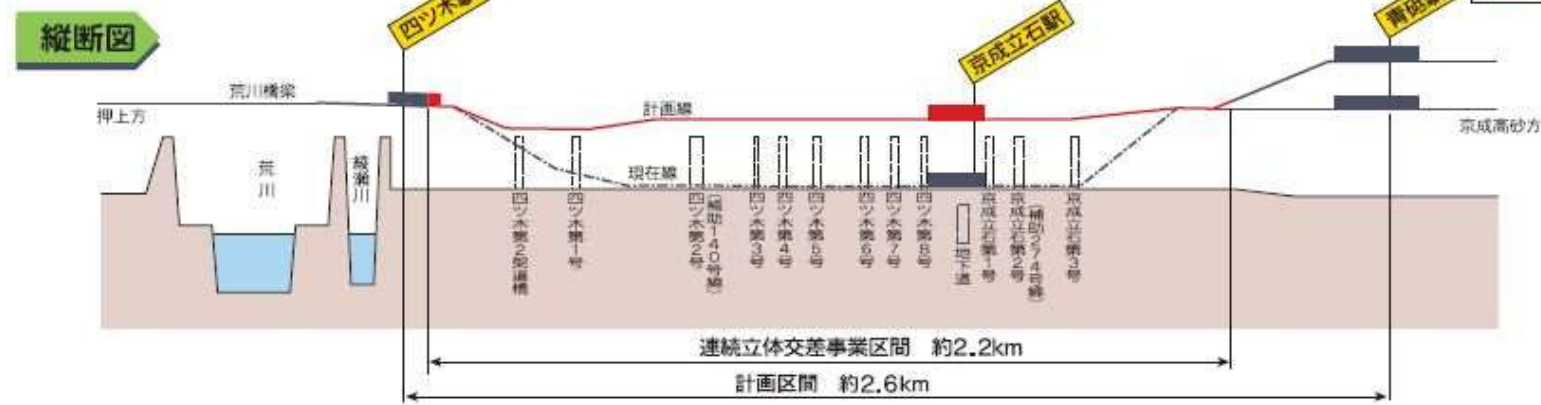 縦断図
四ツ木駅
京成立石駅
青砥駅
荒川橋梁
押上方
計画線
京成高砂方
荒川
綾瀬川
現在線
四ツ木第2架道橋
四ツ木第1号
四ツ木第2号
(補助140号線)
四ツ木第3号
四ツ木第4号
四ツ木第5号
四ツ木第6号
四ツ木第7号
四ツ木第8号
地下道
京成立石第1号
京成立石第2号
(補助274号線)
京成立石第3号
連続立体交差事業区間 約2.2km
計画区間 約2.6km